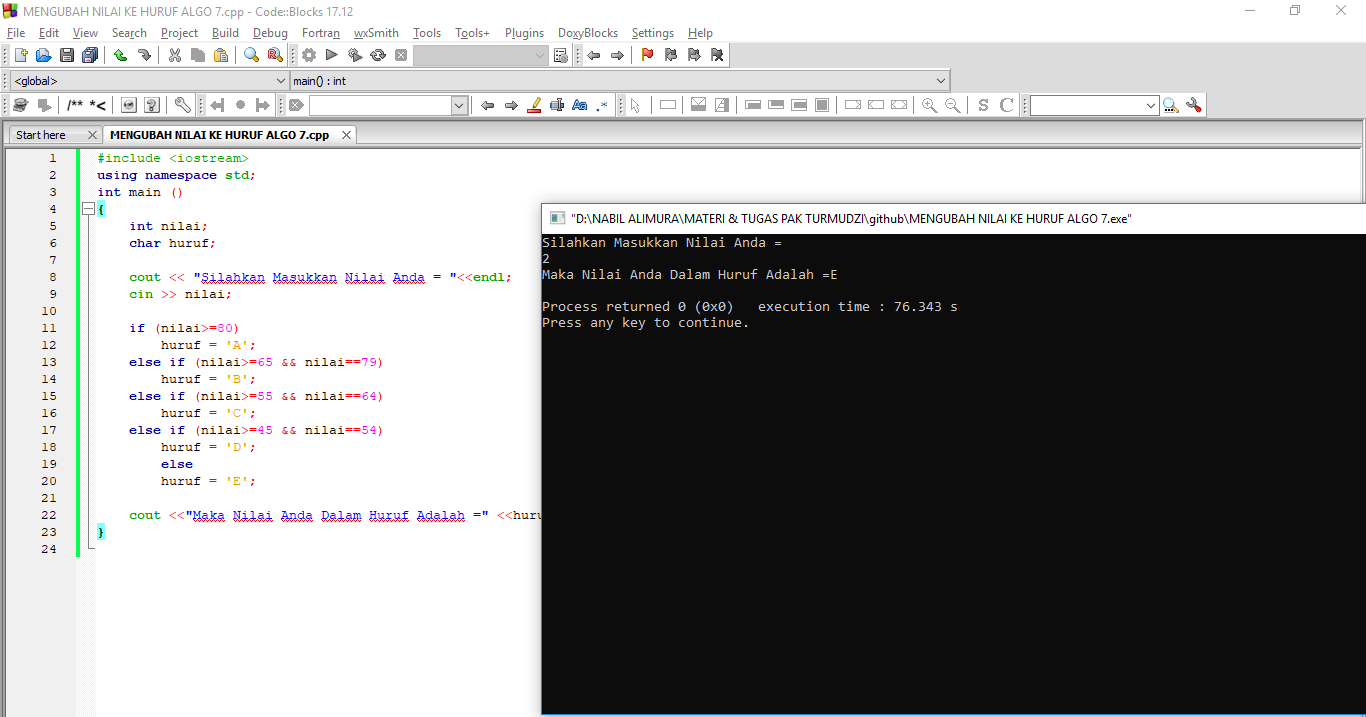 MENGUBAH NILAI KE HURUF ALGO 7.cpp - Code::Blocks 17.12
File Edit View Search Project Build Debug Fortran wxSmith Tools Tools+ Plugins DoxyBlocks Settings Help
<global> main() : int
/** *< Aa .* S C
Start here MENGUBAH NILAI KE HURUF ALGO 7.cpp
1 #include <iostream>
2 using namespace std;
3 int main ()
4 {
5 int nilai;
6 char huruf;
7
8 cout << "Silahkan Masukkan Nilai Anda = "<<endl;
9 cin >> nilai;
10
11 if (nilai>=80)
12 huruf = 'A';
13 else if (nilai>=65 && nilai==79)
14 huruf = 'B';
15 else if (nilai>=55 && nilai==64)
16 huruf = 'C';
17 else if (nilai>=45 && nilai==54)
18 huruf = 'D';
19 else
20 huruf = 'E';
21
22 cout <<"Maka Nilai Anda Dalam Huruf Adalah =" <<huru
23 }
24
"D:\NABIL ALIMURA\MATERI & TUGAS PAK TURMUDZI\github\MENGUBAH NILAI KE HURUF ALGO 7.exe"
Silahkan Masukkan Nilai Anda =
2
Maka Nilai Anda Dalam Huruf Adalah =E
Process returned 0 (0x0) execution time : 76.343 s
Press any key to continue.